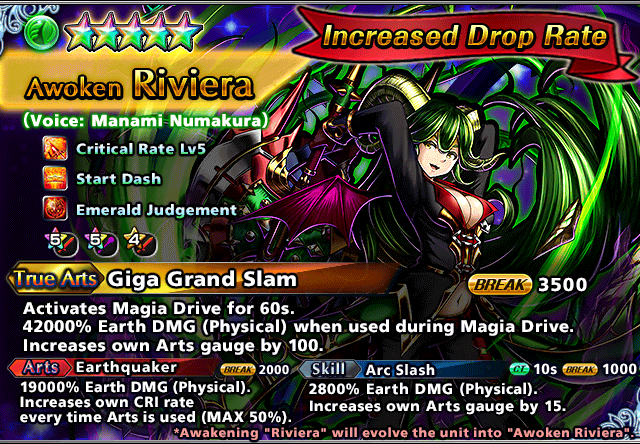 Increased Drop Rate
Awoken Riviera
(Voice: Manami Numakura)
Critical Rate Lv5
Start Dash
Emerald Judgement
5 5 4
True Arts Giga Grand Slam BREAK 3500
Activates Magia Drive for 60s.
42000% Earth DMG (Physical) when used during Magia Drive.
Increases own Arts gauge by 100.
Arts Earthquaker BREAK 2000
19000% Earth DMG (Physical).
Increases own CRI rate
every time Arts is used (MAX 50%).
Skill Arc Slash CT 10s BREAK 1000
2800% Earth DMG (Physical).
Increases own Arts gauge by 15.
*Awakening "Riviera" will evolve the unit into "Awoken Riviera".